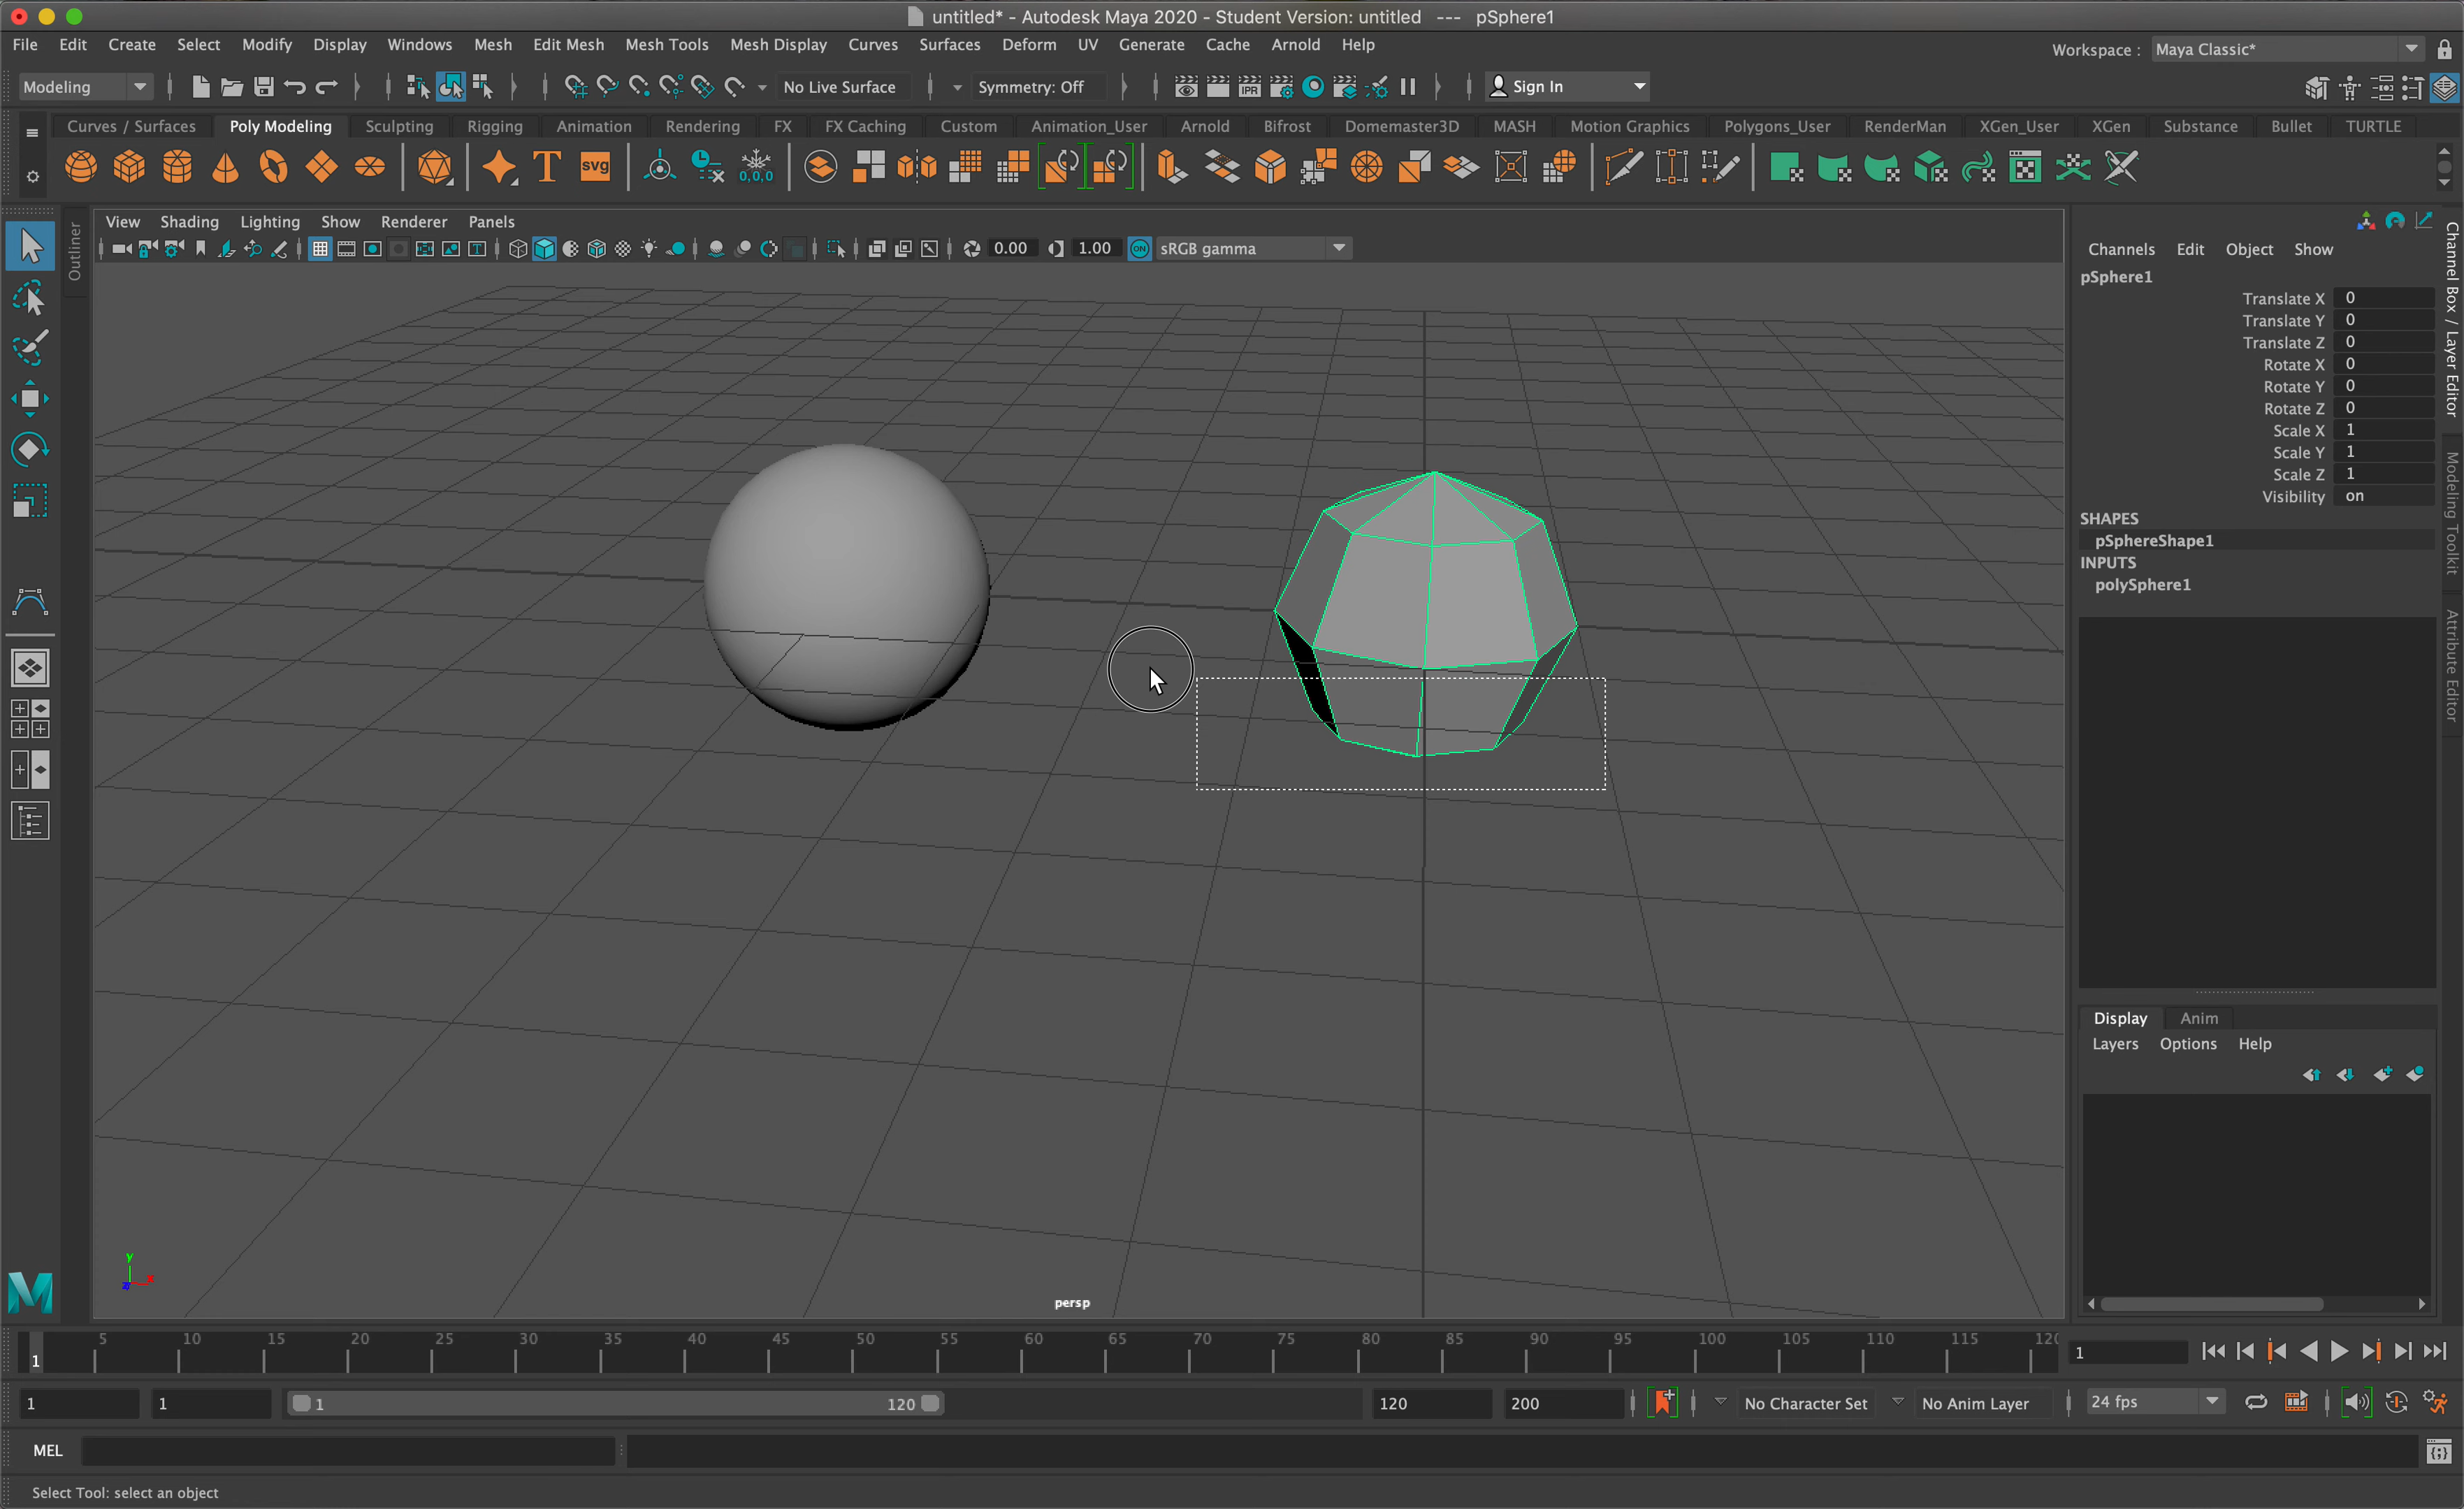 untitled* - Autodesk Maya 2020 - Student Version: untitled --- pSphere1
File Edit Create Select Modify Display Windows Mesh Edit Mesh Mesh Tools Mesh Display Curves Surfaces Deform UV Generate Cache Arnold Help
Workspace : Maya Classic*
Modeling No Live Surface Symmetry: Off IPR Sign In
Curves / Surfaces Poly Modeling Sculpting Rigging Animation Rendering FX FX Caching Custom Animation_User Arnold Bifrost Domemaster3D MASH Motion Graphics Polygons_User RenderMan XGen_User XGen Substance Bullet TURTLE
T svg 0,0,0
Outliner
View Shading Lighting Show Renderer Panels
0.00 1.00 ON sRGB gamma
Channels Edit Object Show
pSphere1
Translate X 0
Translate Y 0
Translate Z 0
Rotate X 0
Rotate Y 0
Rotate Z 0
Scale X 1
Scale Y 1
Scale Z 1
Visibility on
SHAPES
pSphereShape1
INPUTS
polySphere1
Channel Box / Layer Editor
Modeling Toolkit
Attribute Editor
Display Anim
Layers Options Help
y
persp
5 10 15 20 25 30 35 40 45 50 55 60 65 70 75 80 85 90 95 100 105 110 115 120
1 1
1 1 1 120 120 200 No Character Set No Anim Layer 24 fps
MEL
Select Tool: select an object